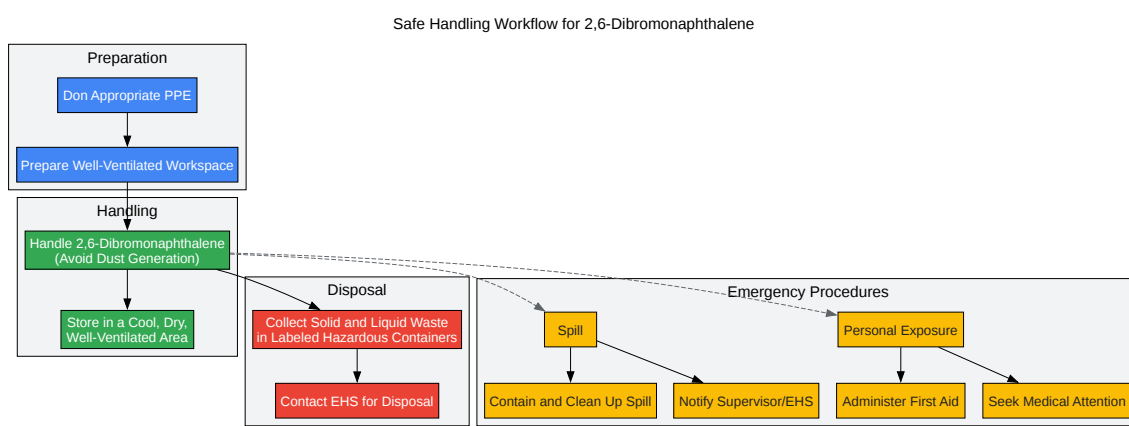 Safe Handling Workflow for 2,6-Dibromonaphthalene
Preparation
Don Appropriate PPE
Prepare Well-Ventilated Workspace
Handling
Handle 2,6-Dibromonaphthalene
(Avoid Dust Generation)
Store in a Cool, Dry,
Well-Ventilated Area
Disposal
Collect Solid and Liquid Waste
in Labeled Hazardous Containers
Contact EHS for Disposal
Emergency Procedures
Spill
Personal Exposure
Contain and Clean Up Spill
Notify Supervisor/EHS
Administer First Aid
Seek Medical Attention